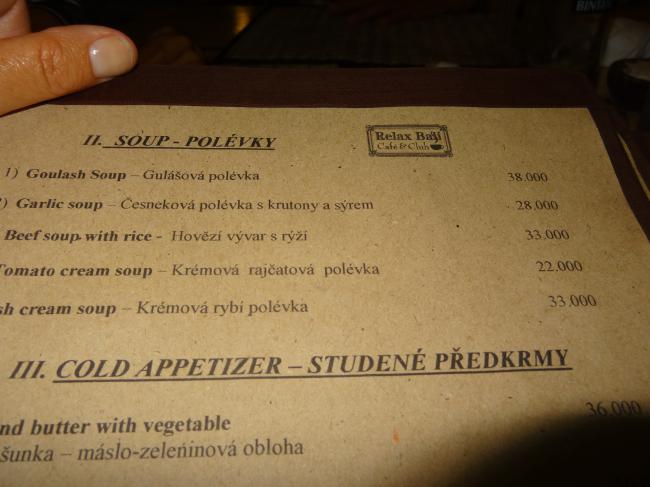 II. SOUP - POLÉVKY
Relax Bali
Café & Club
1) Goulash Soup – Gulášová polévka 38.000
) Garlic soup – Česneková polévka s krutony a sýrem 28,000
Beef soup with rice - Hovězí vývar s rýží 33.000
Tomato cream soup – Krémová rajčatová polévka 22.000
sh cream soup – Krémová rybí polévka 33.000
III. COLD APPETIZER – STUDENÉ PŘEDKRMY
nd butter with vegetable 36.000
šunka – máslo-zeleninová obloha